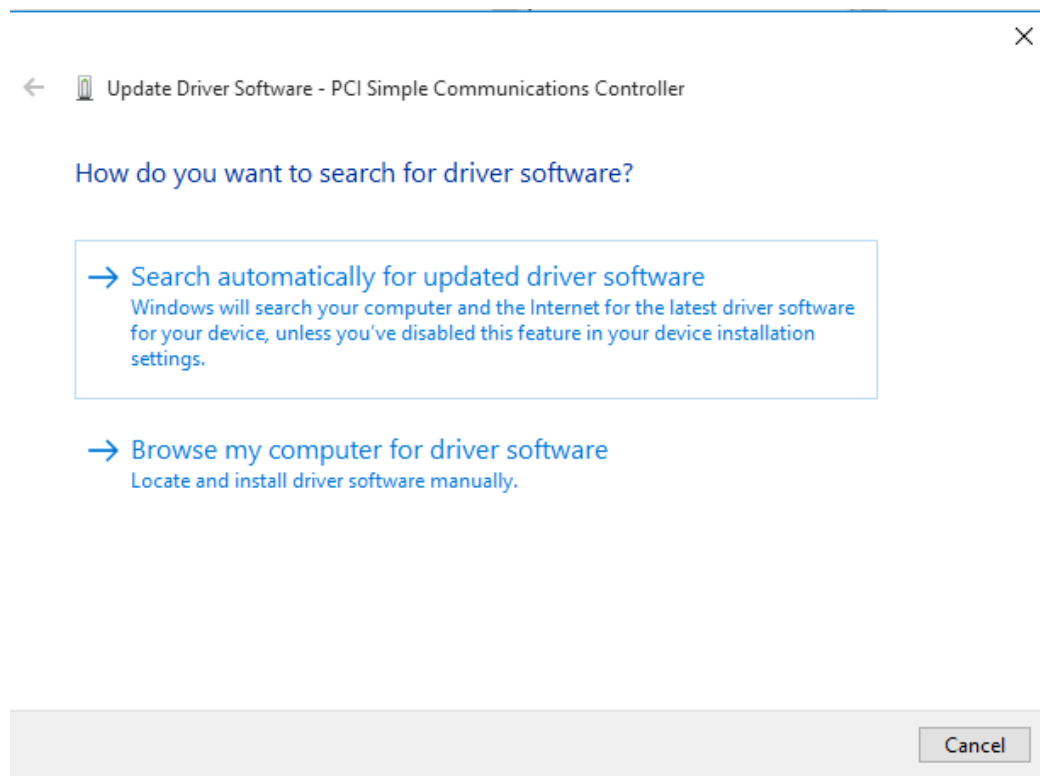 Update Driver Software - PCI Simple Communications Controller
How do you want to search for driver software?
Search automatically for updated driver software
Windows will search your computer and the Internet for the latest driver software
for your device, unless you've disabled this feature in your device installation
settings.
Browse my computer for driver software
Locate and install driver software manually.
Cancel